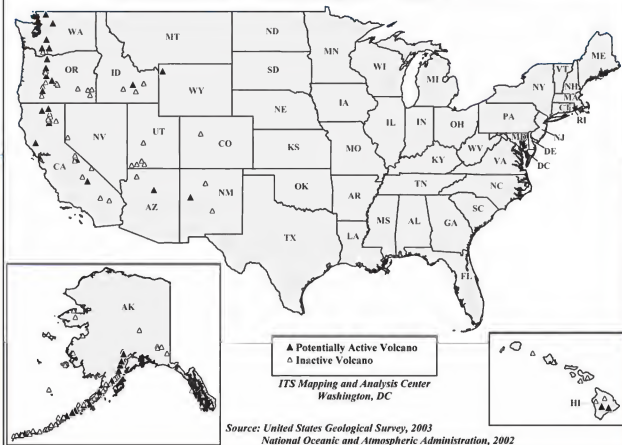 WA
MT
ND
MN
ME
OR
ID
SD
WI
MI
VT
NH
NY
MA
CT
RI
WY
IA
NE
PA
NJ
NV
UT
CO
IL
IN
OH
MD
DE
DC
WV
VA
CA
KS
MO
KY
NC
TN
AZ
NM
OK
AR
SC
MS
AL
GA
TX
LA
FL
AK
▲ Potentially Active Volcano
△ Inactive Volcano
ITS Mapping and Analysis Center
Washington, DC
HI
Source: United States Geological Survey, 2003
National Oceanic and Atmospheric Administration, 2002